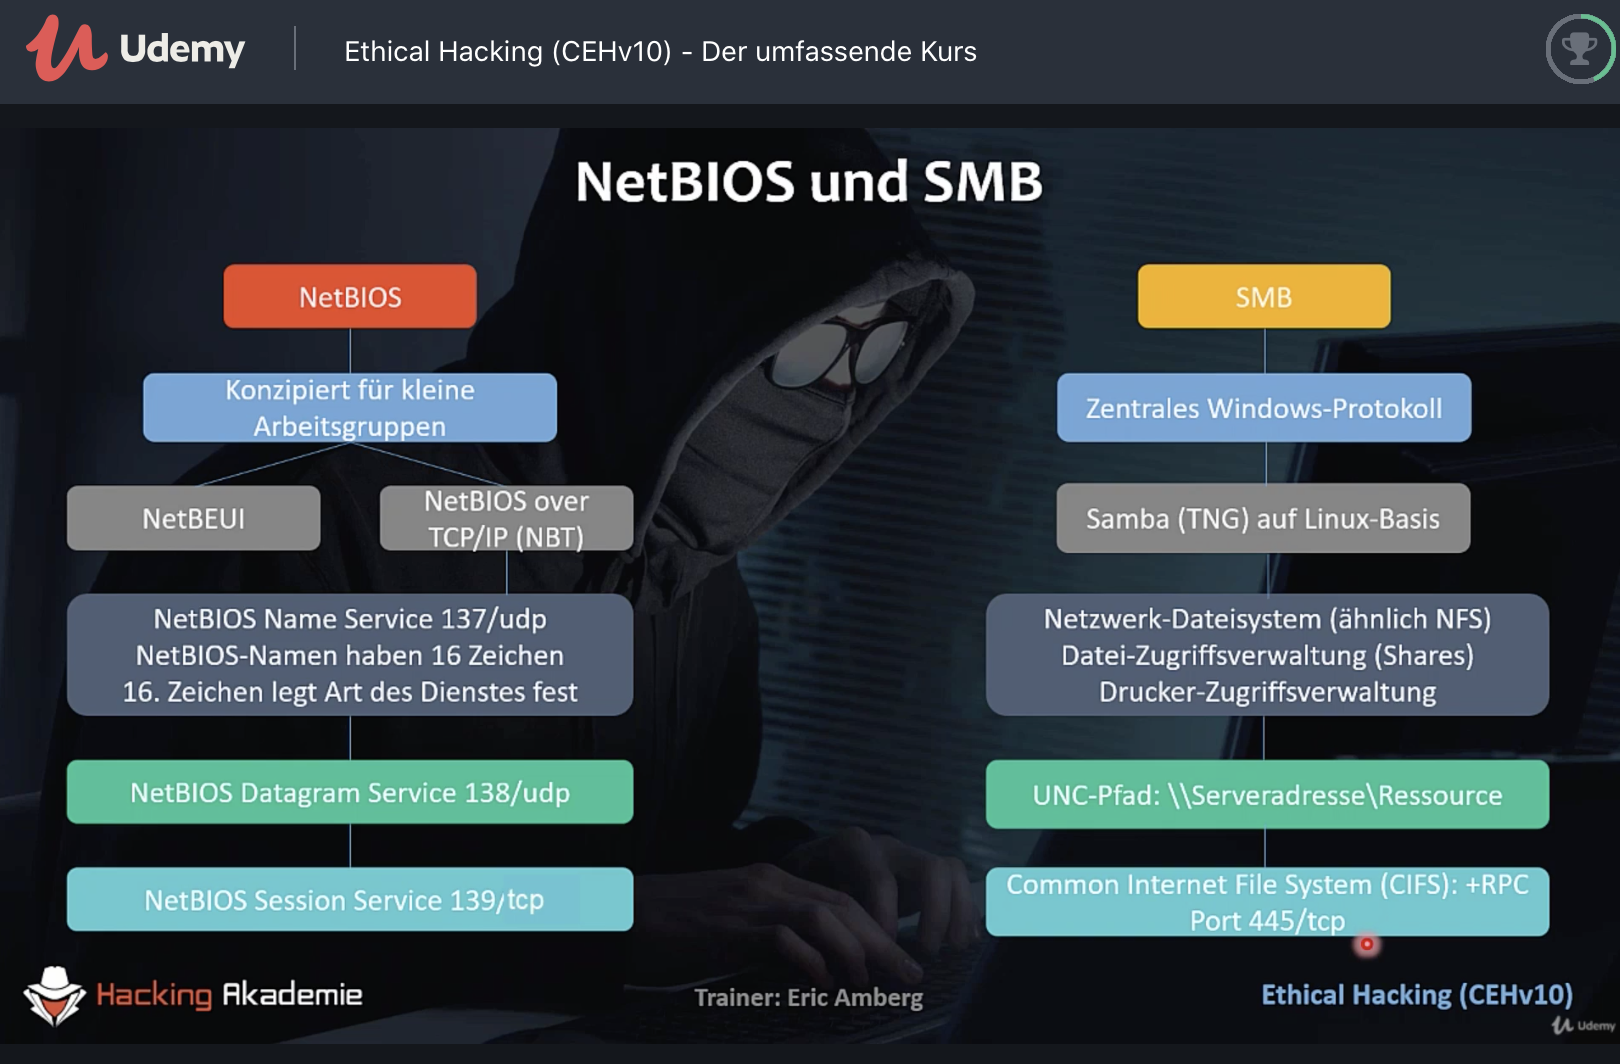 Udemy
Ethical Hacking (CEHv10) - Der umfassende Kurs
NetBIOS und SMB
NetBIOS
Konzipiert für kleine
Arbeitsgruppen
NetBEUI
NetBIOS over
TCP/IP (NBT)
NetBIOS Name Service 137/udp
NetBIOS-Namen haben 16 Zeichen
16. Zeichen legt Art des Dienstes fest
NetBIOS Datagram Service 138/udp
NetBIOS Session Service 139/tcp
SMB
Zentrales Windows-Protokoll
Samba (TNG) auf Linux-Basis
Netzwerk-Dateisystem (ähnlich NFS)
Datei-Zugriffsverwaltung (Shares)
Drucker-Zugriffsverwaltung
UNC-Pfad: \\Serveradresse\Ressource
Common Internet File System (CIFS): +RPC
Port 445/tcp
Hacking Akademie
Trainer: Eric Amberg
Ethical Hacking (CEHv10)
Udemy